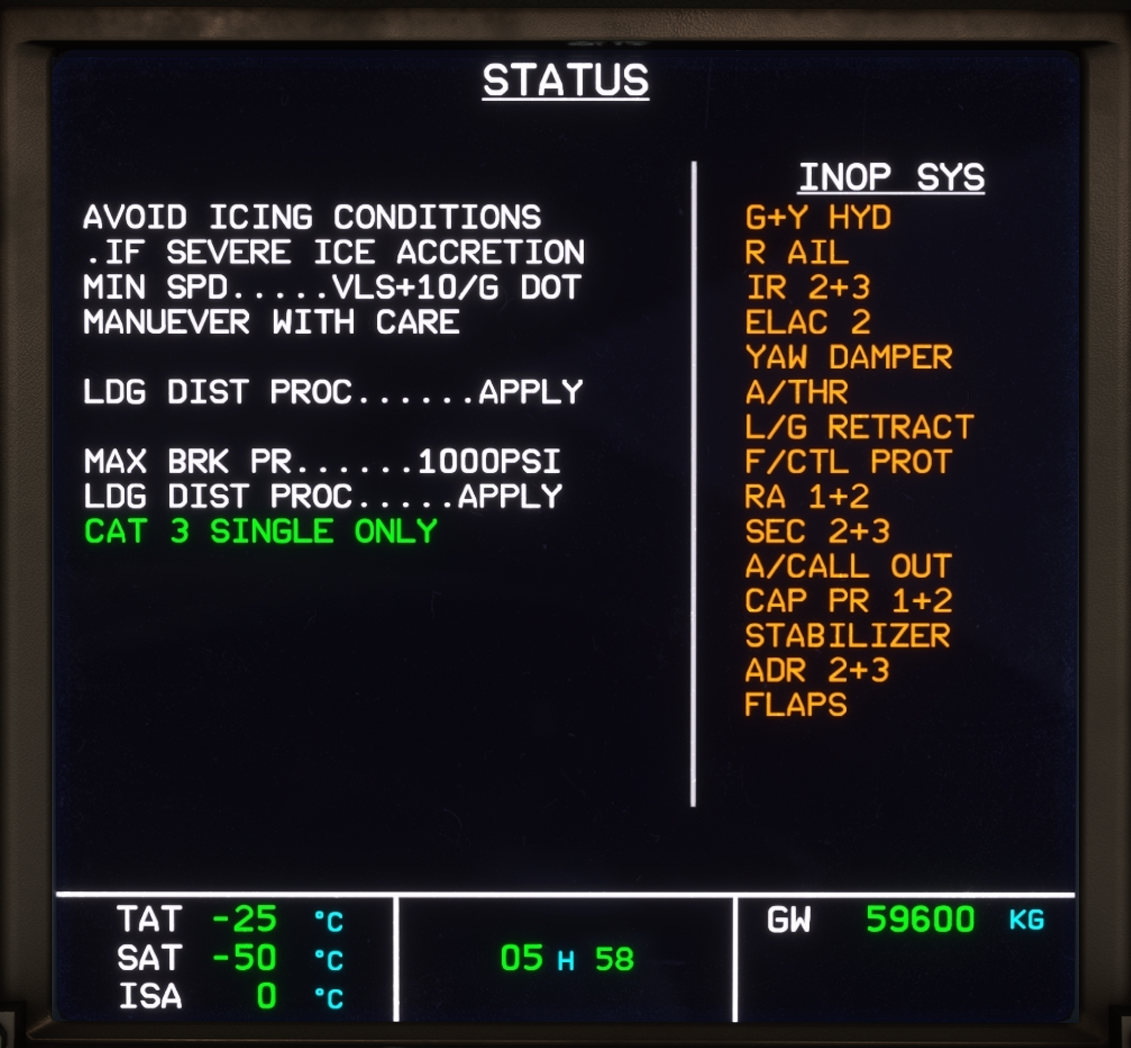 STATUS
AVOID ICING CONDITIONS
.IF SEVERE ICE ACCRETION
MIN SPD.....VLS+10/G DOT
MANUEVER WITH CARE
LDG DIST PROC......APPLY
MAX BRK PR......1000PSI
LDG DIST PROC.....APPLY
CAT 3 SINGLE ONLY
INOP SYS
G+Y HYD
R AIL
IR 2+3
ELAC 2
YAW DAMPER
A/THR
L/G RETRACT
F/CTL PROT
RA 1+2
SEC 2+3
A/CALL OUT
CAP PR 1+2
STABILIZER
ADR 2+3
FLAPS
TAT -25 °C
SAT -50 °C
ISA 0 °C
05 H 58
GW 59600 KG